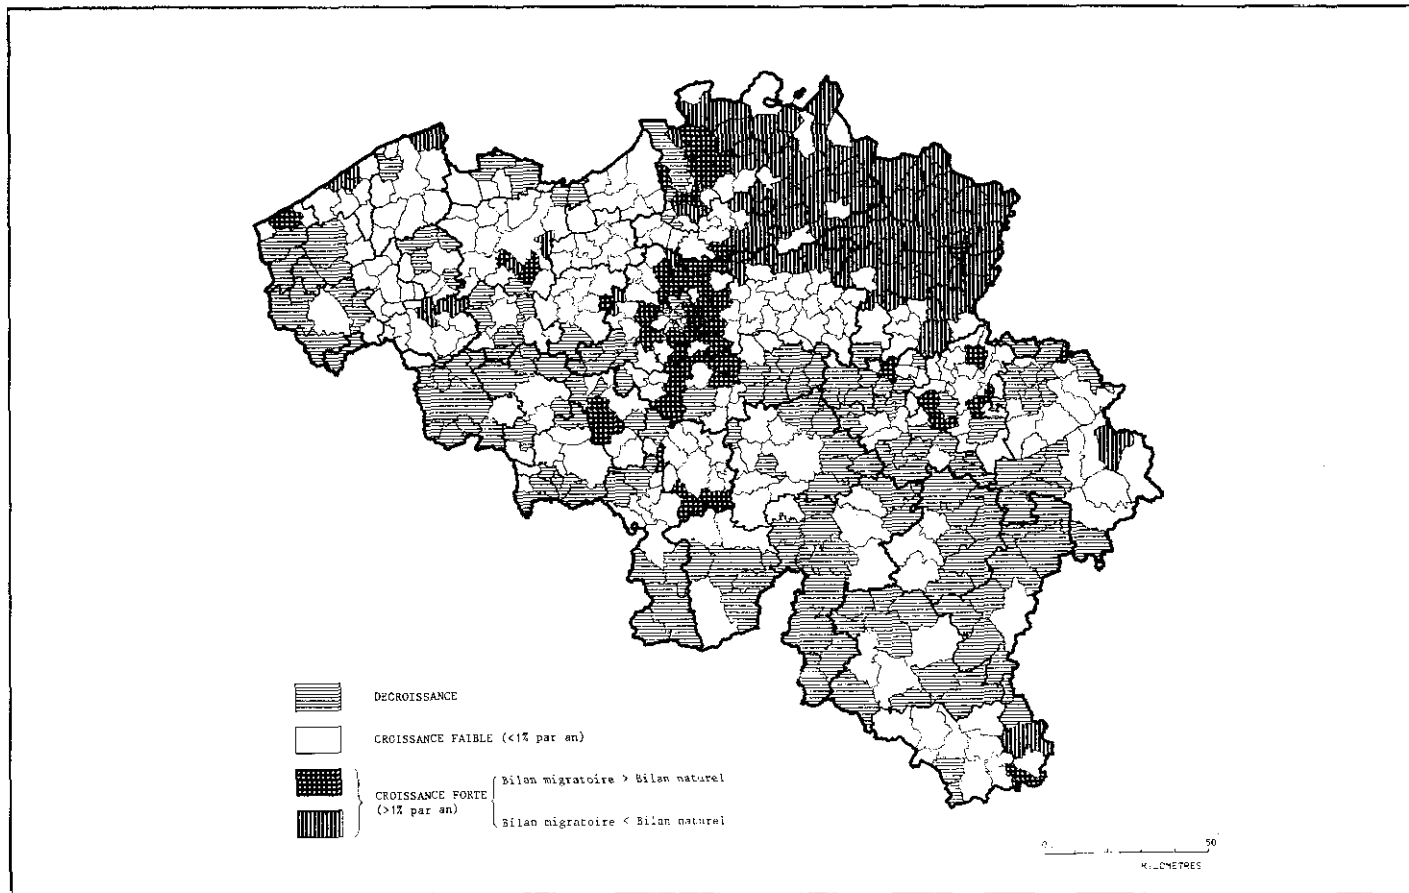 DECROISSANCE
CROISSANCE FAIBLE (<1% par an)
Bilan migratoire > Bilan naturel
CROISSANCE FORTE
(>1% par an)
Bilan migratoire < Bilan naturel
0 50
KILOMETRES